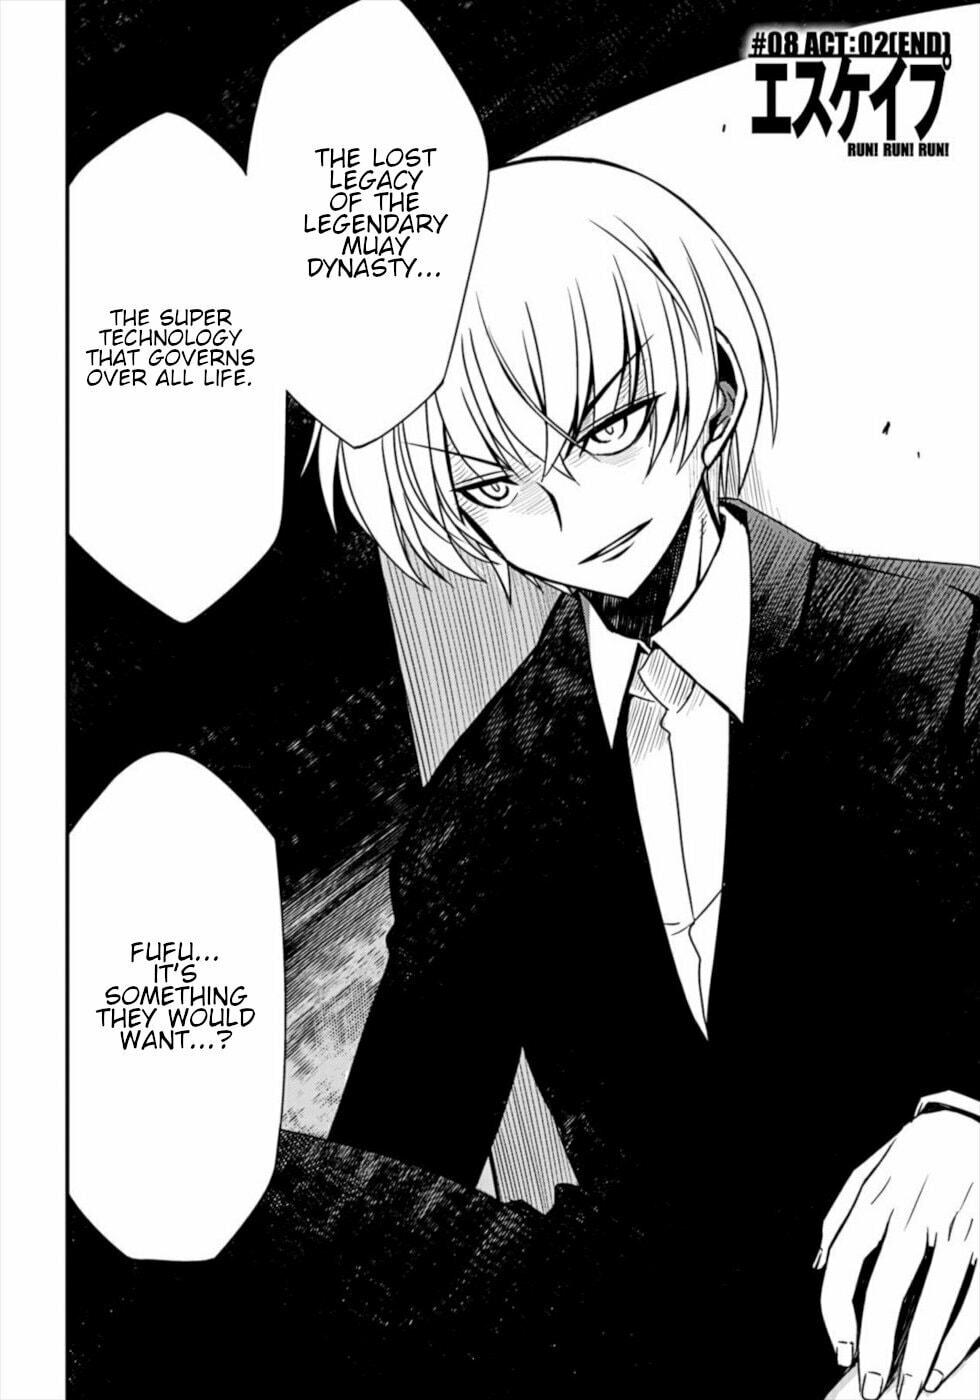 #08 ACT:02[END]
エスケイプ
RUN! RUN! RUN!
THE LOST
LEGACY
OF THE
LEGENDARY
MUAY
DYNASTY...
THE SUPER
TECHNOLOGY
THAT GOVERNS
OVER ALL LIFE.
FUFU...
IT'S
SOMETHING
THEY WOULD
WANT...?